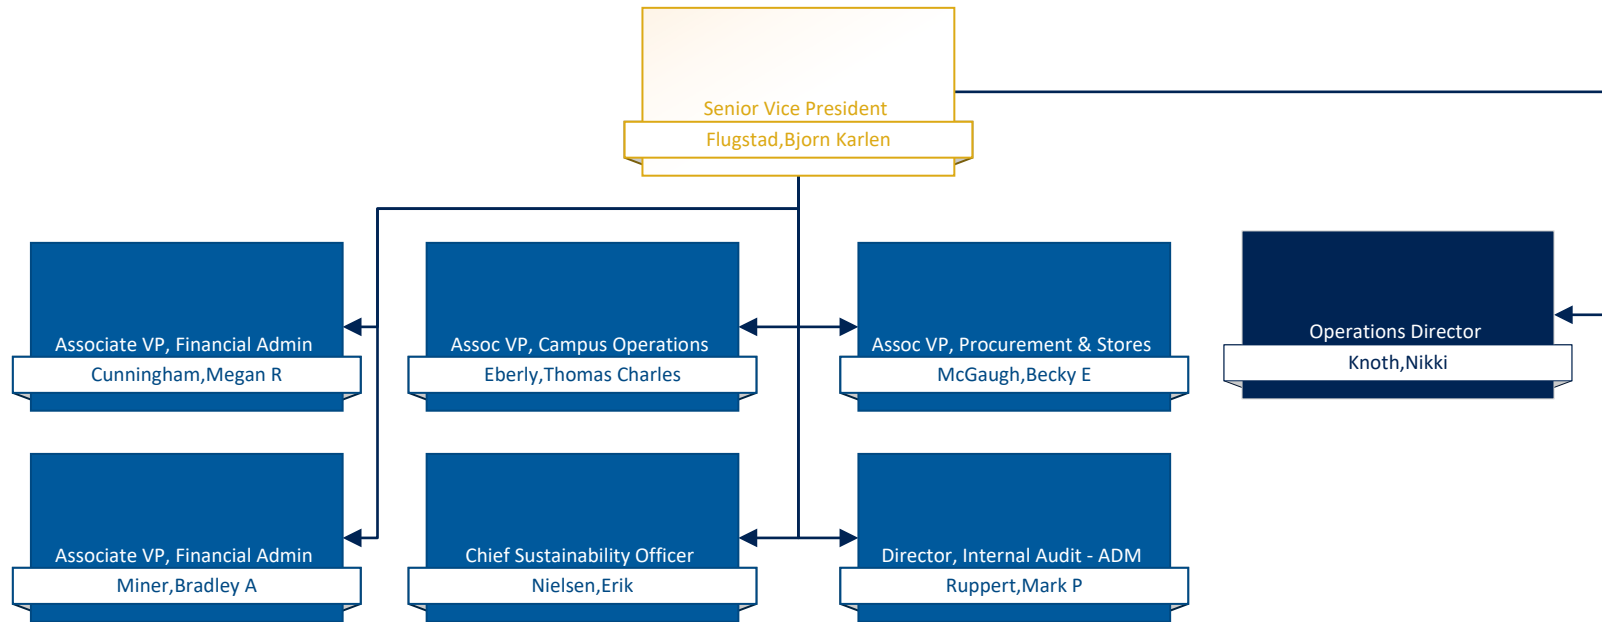 Senior Vice President
Flugstad,Bjorn Karlen
Associate VP, Financial Admin
Cunningham,Megan R
Assoc VP, Campus Operations
Eberly,Thomas Charles
Assoc VP, Procurement & Stores
McGaugh,Becky E
Operations Director
Knoth,Nikki
Associate VP, Financial Admin
Miner,Bradley A
Chief Sustainability Officer
Nielsen,Erik
Director, Internal Audit - ADM
Ruppert,Mark P